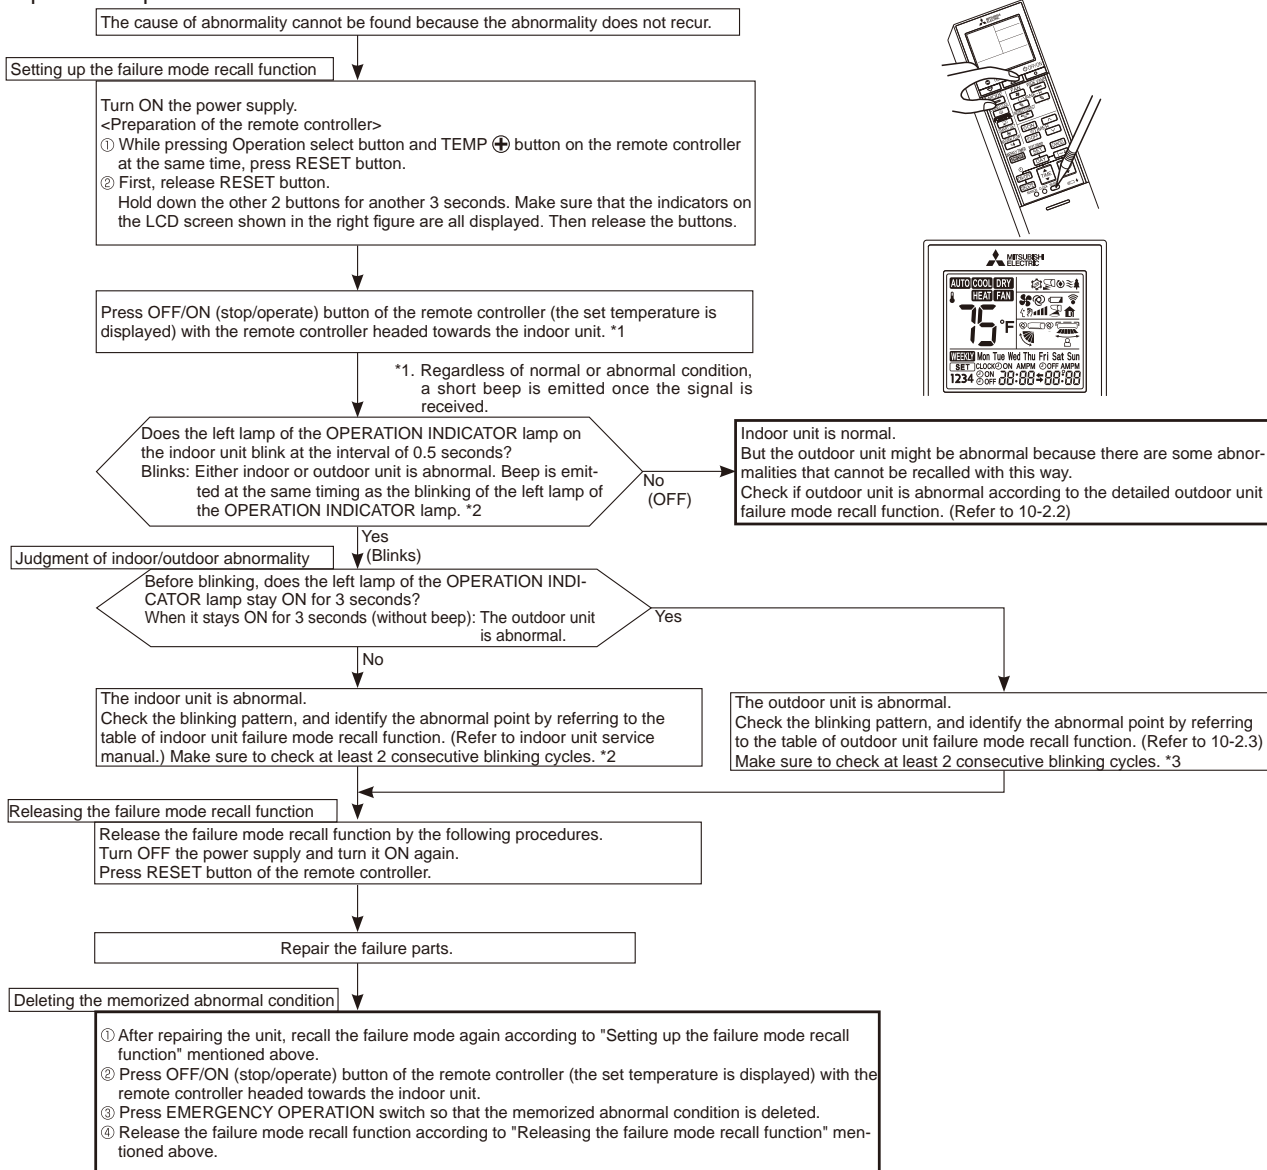 The cause of abnormality cannot be found because the abnormality does not recur.
Setting up the failure mode recall function
Turn ON the power supply.
<Preparation of the remote controller>
① While pressing Operation select button and TEMP ⊕ button on the remote controller
at the same time, press RESET button.
② First, release RESET button.
Hold down the other 2 buttons for another 3 seconds. Make sure that the indicators on
the LCD screen shown in the right figure are all displayed. Then release the buttons.
MITSUBISHI
ELECTRIC
AUTO COOL DRY
HEAT FAN
75°F
WEEKLY Mon Tue Wed Thu Fri Sat Sun
SET CLOCK ON AMPM OFF AMPM
1234 ON OFF 88:88 88:88
Press OFF/ON (stop/operate) button of the remote controller (the set temperature is
displayed) with the remote controller headed towards the indoor unit. *1
*1. Regardless of normal or abnormal condition,
a short beep is emitted once the signal is
received.
Does the left lamp of the OPERATION INDICATOR lamp on
the indoor unit blink at the interval of 0.5 seconds?
Blinks: Either indoor or outdoor unit is abnormal. Beep is emit-
ted at the same timing as the blinking of the left lamp of
the OPERATION INDICATOR lamp. *2
No
(OFF)
Indoor unit is normal.
But the outdoor unit might be abnormal because there are some abnor-
malities that cannot be recalled with this way.
Check if outdoor unit is abnormal according to the detailed outdoor unit
failure mode recall function. (Refer to 10-2.2)
Yes
(Blinks)
Judgment of indoor/outdoor abnormality
Before blinking, does the left lamp of the OPERATION INDI-
CATOR lamp stay ON for 3 seconds?
When it stays ON for 3 seconds (without beep): The outdoor unit
is abnormal.
Yes
No
The indoor unit is abnormal.
Check the blinking pattern, and identify the abnormal point by referring to the
table of indoor unit failure mode recall function. (Refer to indoor unit service
manual.) Make sure to check at least 2 consecutive blinking cycles. *2
The outdoor unit is abnormal.
Check the blinking pattern, and identify the abnormal point by referring
to the table of outdoor unit failure mode recall function. (Refer to 10-2.3)
Make sure to check at least 2 consecutive blinking cycles. *3
Releasing the failure mode recall function
Release the failure mode recall function by the following procedures.
Turn OFF the power supply and turn it ON again.
Press RESET button of the remote controller.
Repair the failure parts.
Deleting the memorized abnormal condition
① After repairing the unit, recall the failure mode again according to "Setting up the failure mode recall
function" mentioned above.
② Press OFF/ON (stop/operate) button of the remote controller (the set temperature is displayed) with the
remote controller headed towards the indoor unit.
③ Press EMERGENCY OPERATION switch so that the memorized abnormal condition is deleted.
④ Release the failure mode recall function according to "Releasing the failure mode recall function" men-
tioned above.